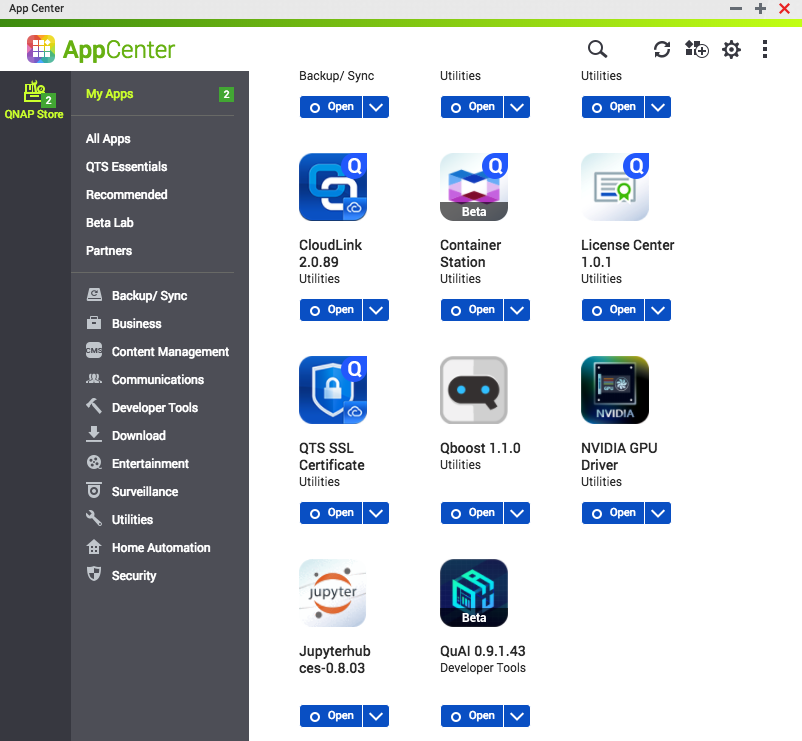 App Center
AppCenter
2
QNAP Store
My Apps
2
All Apps
QTS Essentials
Recommended
Beta Lab
Partners
Backup/ Sync
Business
CMS
Content Management
Communications
Developer Tools
Download
Entertainment
Surveillance
Utilities
Home Automation
Security
Backup/ Sync
Utilities
Utilities
Open
Open
Open
Q
CloudLink
2.0.89
Utilities
Open
Q
Beta
Container
Station
Utilities
Open
Q
License Center
1.0.1
Utilities
Open
Q
QTS SSL
Certificate
Utilities
Open
Qboost 1.1.0
Utilities
Open
NVIDIA
NVIDIA GPU
Driver
Utilities
Open
jupyter
Jupyterhub
ces-0.8.03
Open
Beta
QuAI 0.9.1.43
Developer Tools
Open